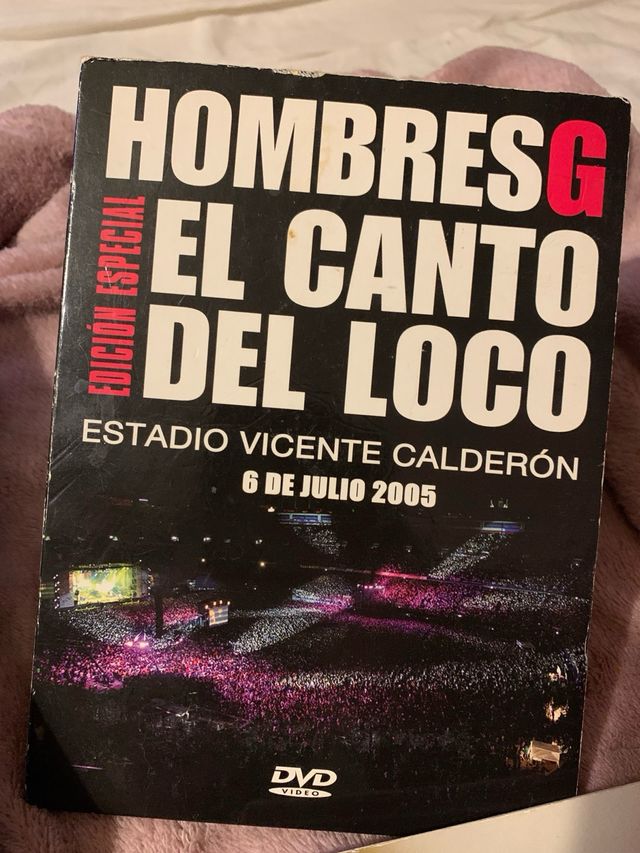 HOMBRESG
EL CANTO
DEL LOCO
EDICIÓN ESPECIAL
ESTADIO VICENTE CALDERÓN
6 DE JULIO 2005
DVD
VIDEO